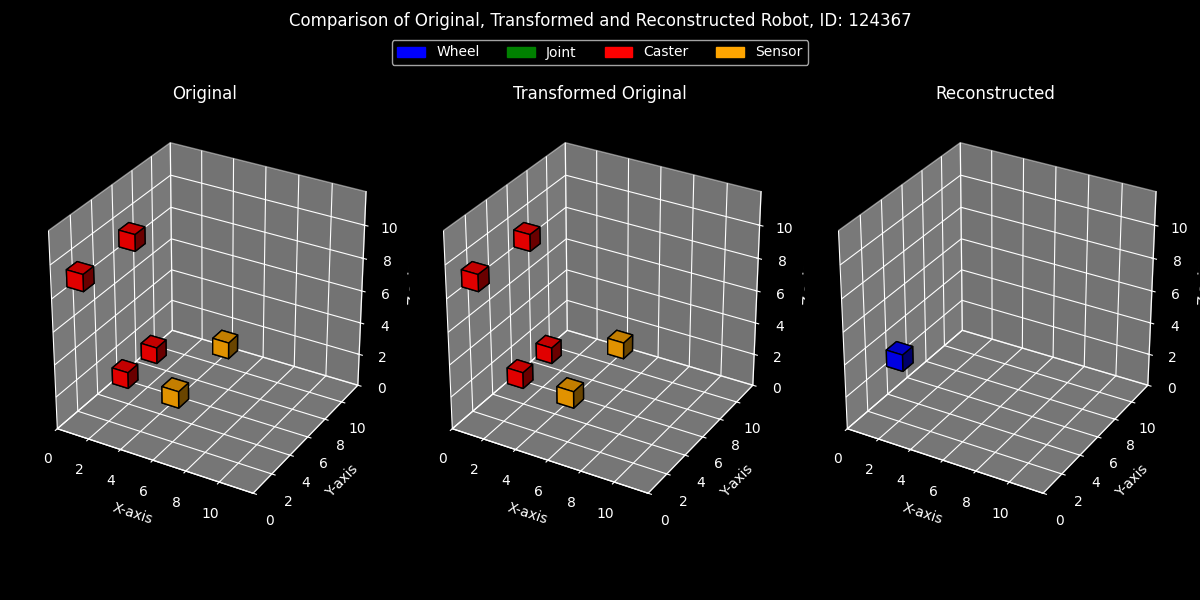 Comparison of Original, Transformed and Reconstructed Robot, ID: 124367
Wheel Joint Caster Sensor
Original Transformed Original Reconstructed
0 2 4 6 8 10
X-axis
0 2 4 6 8 10
Y-axis
0 2 4 6 8 10
0 2 4 6 8 10
X-axis
0 2 4 6 8 10
Y-axis
0 2 4 6 8 10
0 2 4 6 8 10
X-axis
0 2 4 6 8 10
Y-axis
0 2 4 6 8 10